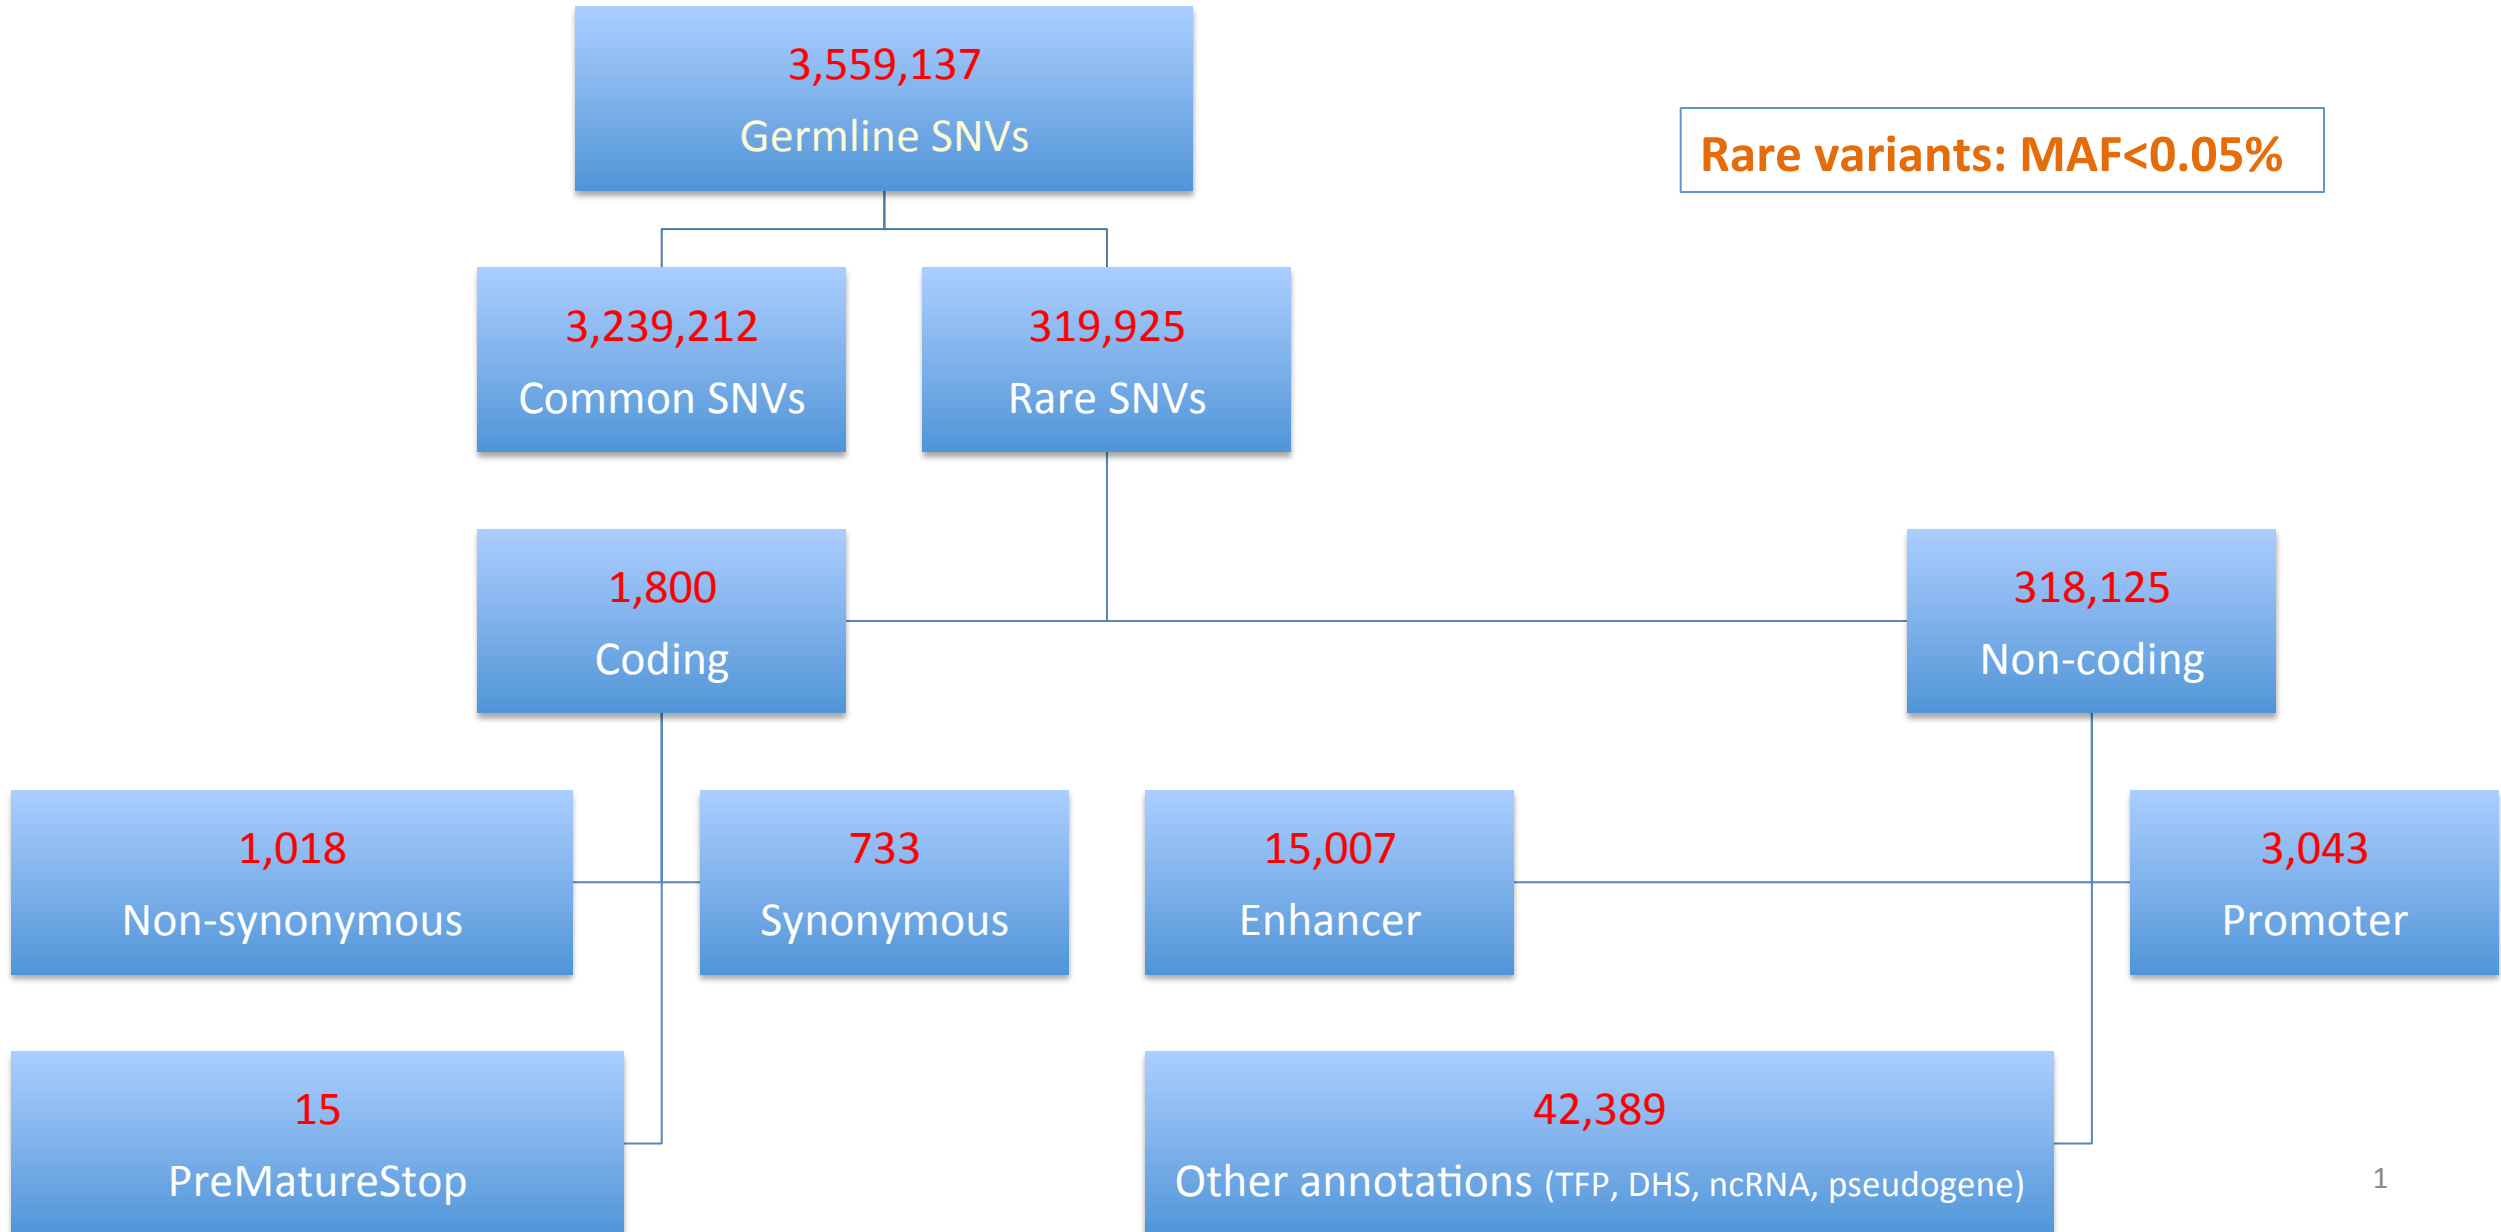 3,559,137
Germline SNVs
Rare variants: MAF<0.05%
3,239,212
Common SNVs
319,925
Rare SNVs
1,800
Coding
318,125
Non-coding
1,018
Non-synonymous
733
Synonymous
15,007
Enhancer
3,043
Promoter
15
PreMatureStop
42,389
Other annotations (TFP, DHS, ncRNA, pseudogene)
1